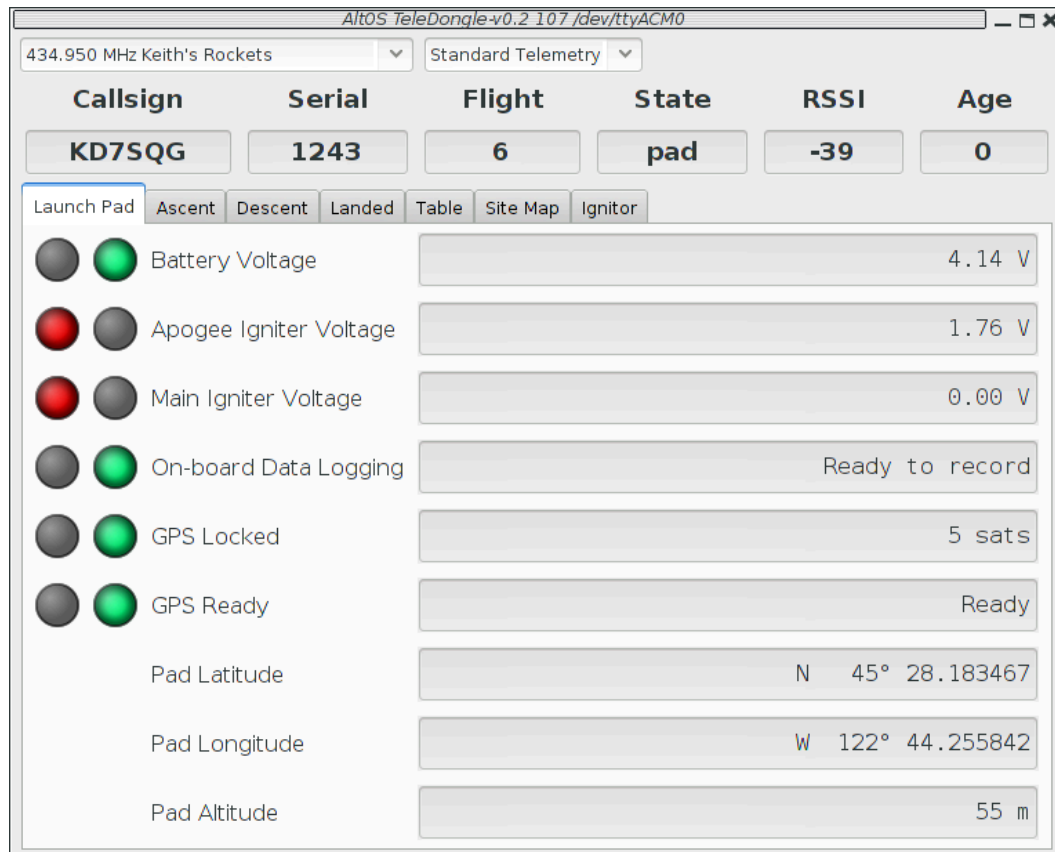 AltOS TeleDongle-v0.2 107 /dev/ttyACM0
434.950 MHz Keith's Rockets Standard Telemetry
Callsign Serial Flight State RSSI Age
KD7SQG 1243 6 pad -39 0
Launch Pad Ascent Descent Landed Table Site Map Ignitor
Battery Voltage 4.14 V
Apogee Igniter Voltage 1.76 V
Main Igniter Voltage 0.00 V
On-board Data Logging Ready to record
GPS Locked 5 sats
GPS Ready Ready
Pad Latitude N 45° 28.183467
Pad Longitude W 122° 44.255842
Pad Altitude 55 m